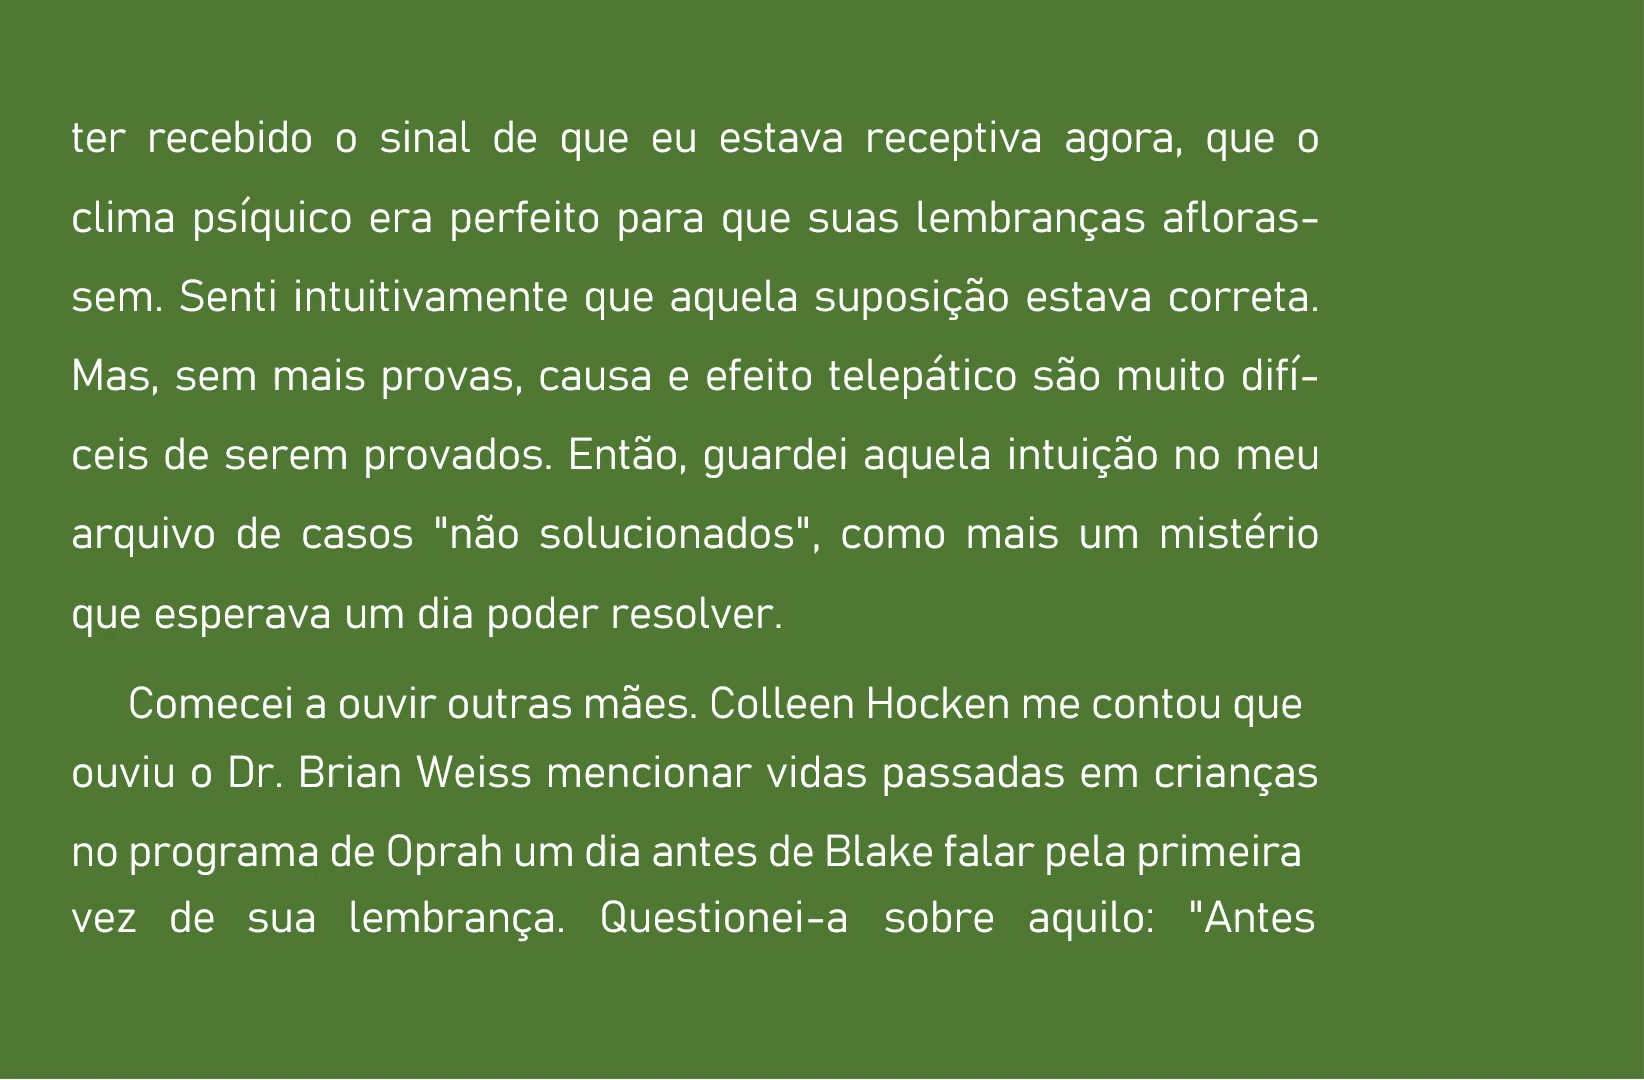 ter recebido o sinal de que eu estava receptiva agora, que o
clima psíquico era perfeito para que suas lembranças afloras-
sem. Senti intuitivamente que aquela suposição estava correta.
Mas, sem mais provas, causa e efeito telepático são muito difí-
ceis de serem provados. Então, guardei aquela intuição no meu
arquivo de casos "não solucionados", como mais um mistério
que esperava um dia poder resolver.
Comecei a ouvir outras mães. Colleen Hocken me contou que
ouviu o Dr. Brian Weiss mencionar vidas passadas em crianças
no programa de Oprah um dia antes de Blake falar pela primeira
vez de sua lembrança. Questionei-a sobre aquilo: "Antes